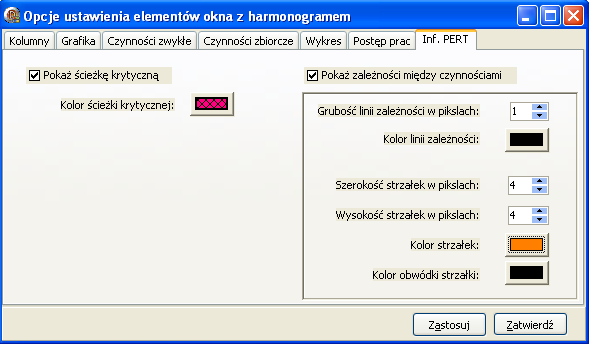 Opcje ustawienia elementów okna z harmonogramem
Kolumny Grafika Czynności zwykłe Czynności zbiorcze Wykres Postęp prac Inf. PERT
Pokaż ścieżkę krytyczną
Kolor ścieżki krytycznej:
Pokaż zależności między czynnościami
Grubość linii zależności w pikslach: 1
Kolor linii zależności:
Szerokość strzałek w pikslach: 4
Wysokość strzałek w pikslach: 4
Kolor strzałek:
Kolor obwódki strzałki:
Zastosuj Zatwierdź